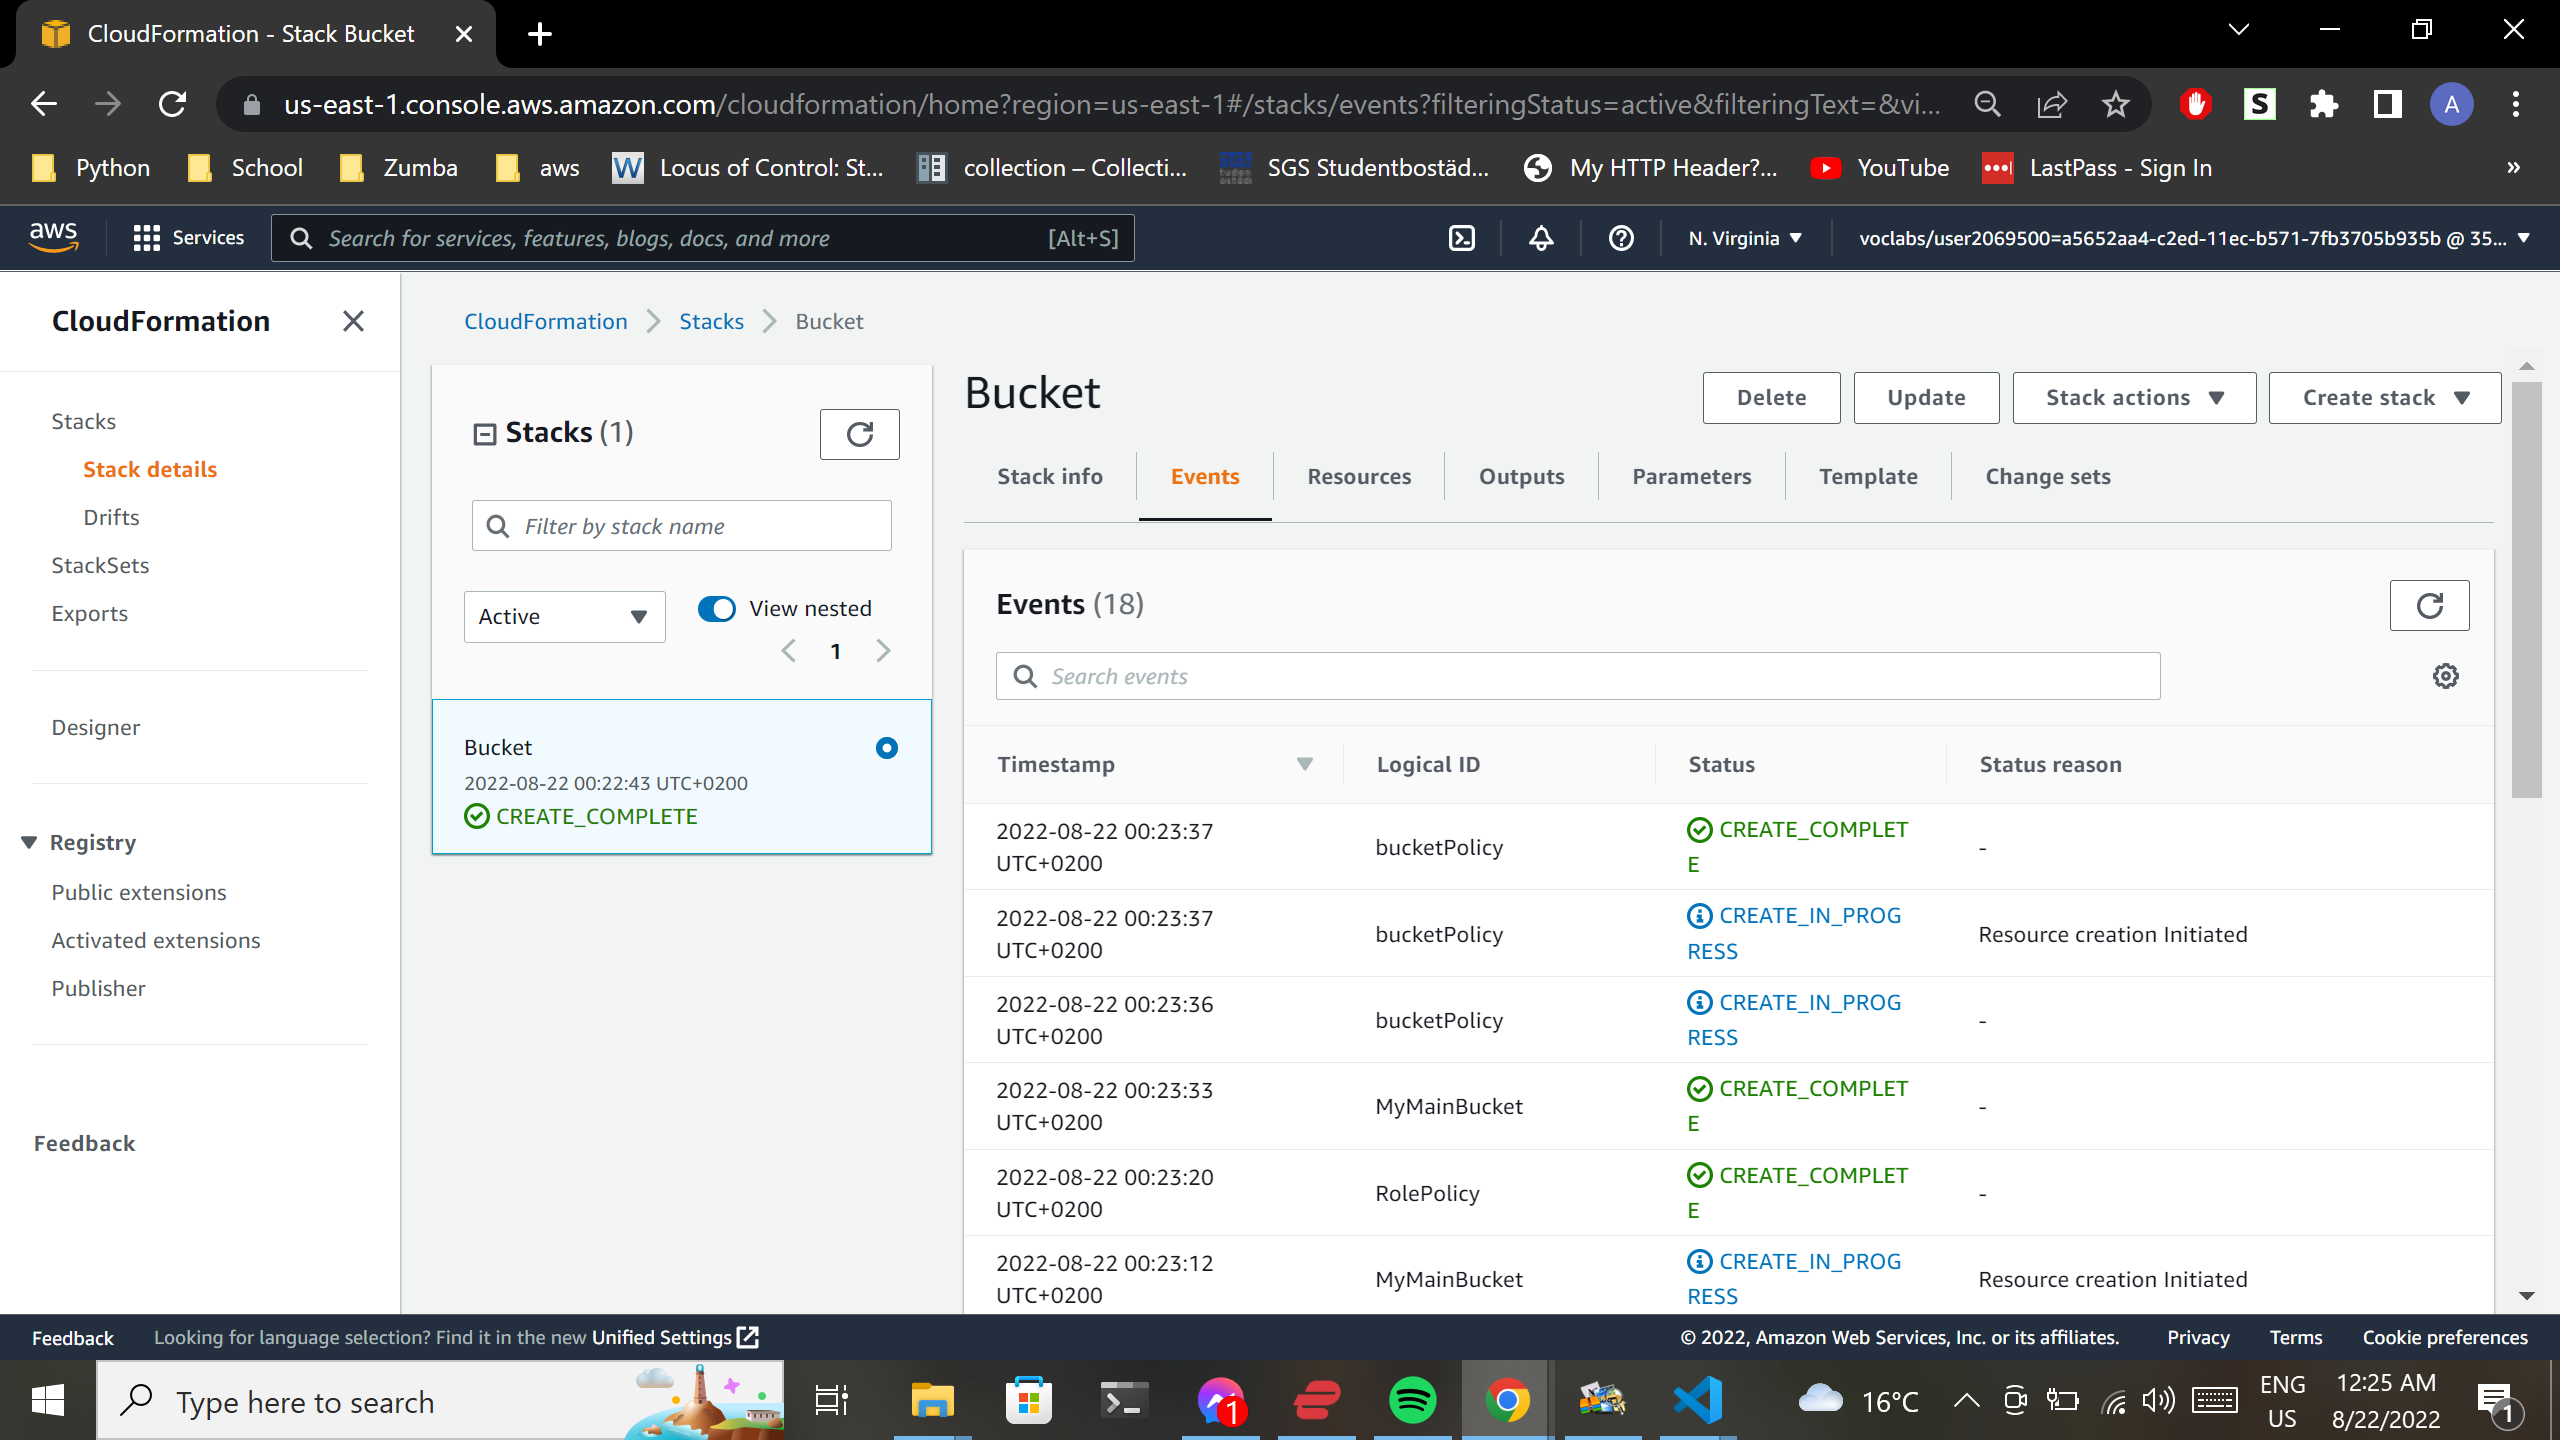 CloudFormation - Stack Bucket
us-east-1.console.aws.amazon.com/cloudformation/home?region=us-east-1#/stacks/events?filteringStatus=active&filteringText=&vi...
S
A
Python
School
Zumba
aws
W Locus of Control: St...
collection – Collecti...
SGS Studentbostäd...
My HTTP Header?...
YouTube
LastPass - Sign In
»
aws
Services
Search for services, features, blogs, docs, and more [Alt+S]
N. Virginia
voclabs/user2069500=a5652aa4-c2ed-11ec-b571-7fb3705b935b @ 35...
CloudFormation
Stacks
Stack details
Drifts
StackSets
Exports
Designer
Registry
Public extensions
Activated extensions
Publisher
Feedback
CloudFormation
Stacks
Bucket
Stacks (1)
Filter by stack name
Active
View nested
1
Bucket
2022-08-22 00:22:43 UTC+0200
CREATE_COMPLETE
Bucket
Delete
Update
Stack actions
Create stack
Stack info
Events
Resources
Outputs
Parameters
Template
Change sets
Events (18)
Search events
Timestamp
Logical ID
Status
Status reason
2022-08-22 00:23:37
UTC+0200
bucketPolicy
CREATE_COMPLET
E
-
2022-08-22 00:23:37
UTC+0200
bucketPolicy
CREATE_IN_PROG
RESS
Resource creation Initiated
2022-08-22 00:23:36
UTC+0200
bucketPolicy
CREATE_IN_PROG
RESS
-
2022-08-22 00:23:33
UTC+0200
MyMainBucket
CREATE_COMPLET
E
-
2022-08-22 00:23:20
UTC+0200
RolePolicy
CREATE_COMPLET
E
-
2022-08-22 00:23:12
UTC+0200
MyMainBucket
CREATE_IN_PROG
RESS
Resource creation Initiated
Feedback
Looking for language selection? Find it in the new Unified Settings
© 2022, Amazon Web Services, Inc. or its affiliates.
Privacy
Terms
Cookie preferences
Type here to search
1
16°C
ENG
US
12:25 AM
8/22/2022
1